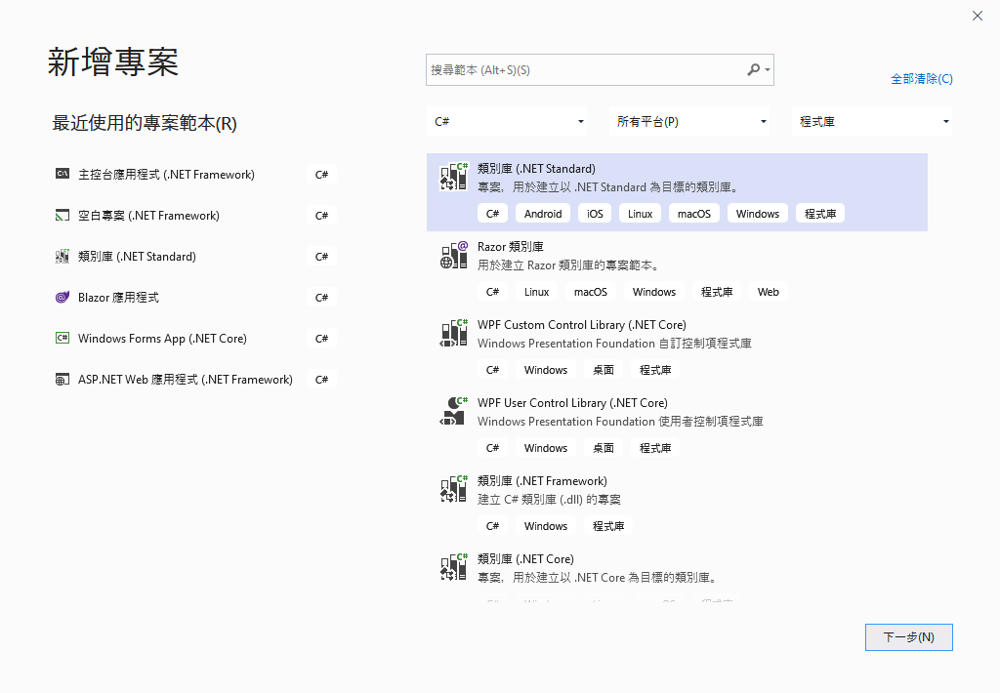 新增專案
搜尋範本 (Alt+S)(S)
全部清除(C)
最近使用的專案範本(R)
C#
所有平台(P)
程式庫
主控台應用程式 (.NET Framework)
C#
空白專案 (.NET Framework)
C#
類別庫 (.NET Standard)
C#
Blazor 應用程式
C#
Windows Forms App (.NET Core)
C#
ASP.NET Web 應用程式 (.NET Framework)
C#
類別庫 (.NET Standard)
專案，用於建立以 .NET Standard 為目標的類別庫。
C# Android iOS Linux macOS Windows 程式庫
Razor 類別庫
用於建立 Razor 類別庫的專案範本。
C# Linux macOS Windows 程式庫 Web
WPF Custom Control Library (.NET Core)
Windows Presentation Foundation 自訂控制項程式庫
C# Windows 桌面 程式庫
WPF User Control Library (.NET Core)
Windows Presentation Foundation 使用者控制項程式庫
C# Windows 桌面 程式庫
類別庫 (.NET Framework)
建立 C# 類別庫 (.dll) 的專案
C# Windows 程式庫
類別庫 (.NET Core)
專案，用於建立以 .NET Core 為目標的類別庫。
下一步(N)